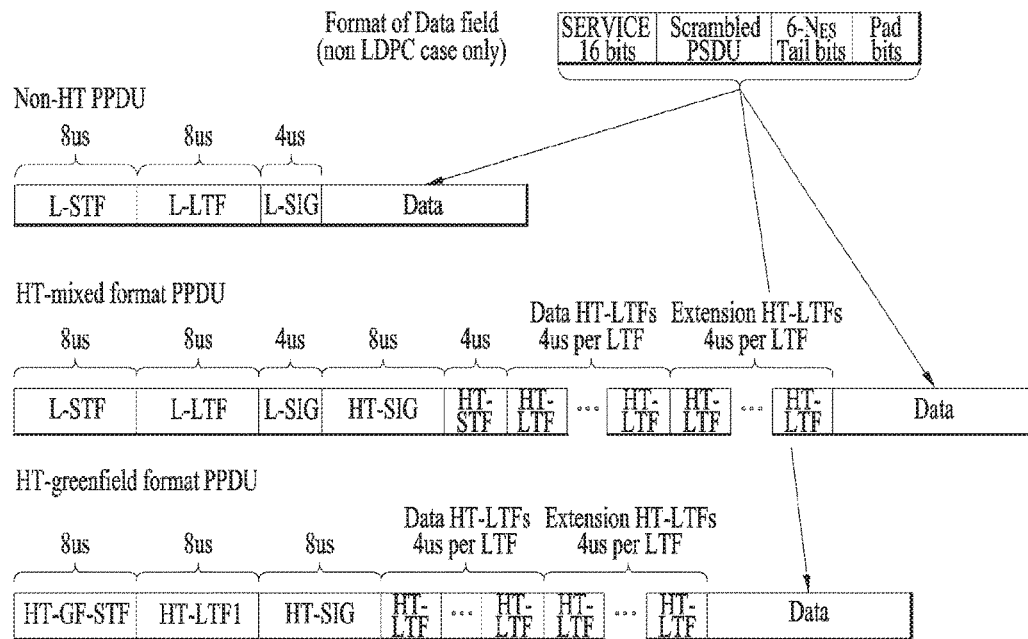 Format of Data field
(non LDPC case only)
SERVICE
16 bits
Scrambled
PSDU
6-NES
Tail bits
Pad
bits
Non-HT PPDU
8us
8us
4us
L-STF
L-LTF
L-SIG
Data
HT-mixed format PPDU
Data HT-LTFs
4us per LTF
Extension HT-LTFs
4us per LTF
8us
8us
4us
8us
4us
L-STF
L-LTF
L-SIG
HT-SIG
HT-
STF
HT-
LTF
...
HT-
LTF
HT-
LTF
...
HT-
LTF
Data
HT-greenfield format PPDU
Data HT-LTFs
4us per LTF
Extension HT-LTFs
4us per LTF
8us
8us
8us
HT-GF-STF
HT-LTF1
HT-SIG
HT-
LTF
...
HT-
LTF
HT-
LTF
...
HT-
LTF
Data